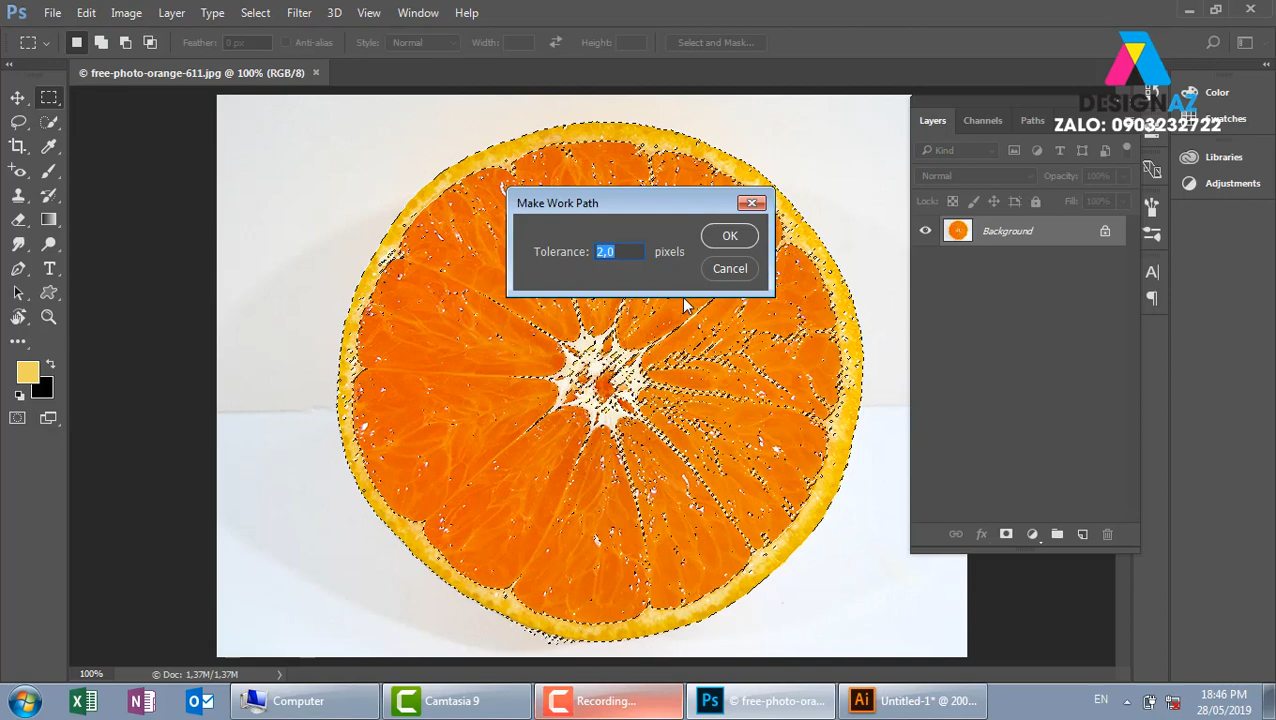 Ps File Edit Image Layer Type Select Filter 3D View Window Help
Feather: 0 px Anti-alias Style: Normal Width: Height: Select and Mask...
© free-photo-orange-611.jpg @ 100% (RGB/8) ×
DESIGNAZ
ZALO: 0903232722
Color
Swatches
Libraries
Adjustments
Layers Channels Paths
Kind
Normal Opacity: 100%
Lock: Fill: 100%
Background
Make Work Path
Tolerance: 2,0 pixels
OK
Cancel
100% Doc: 1,37M/1,37M
Computer Camtasia 9 Recording... Ps © free-photo-ora... Ai Untitled-1* @ 200... EN
18:46 PM
28/05/2019